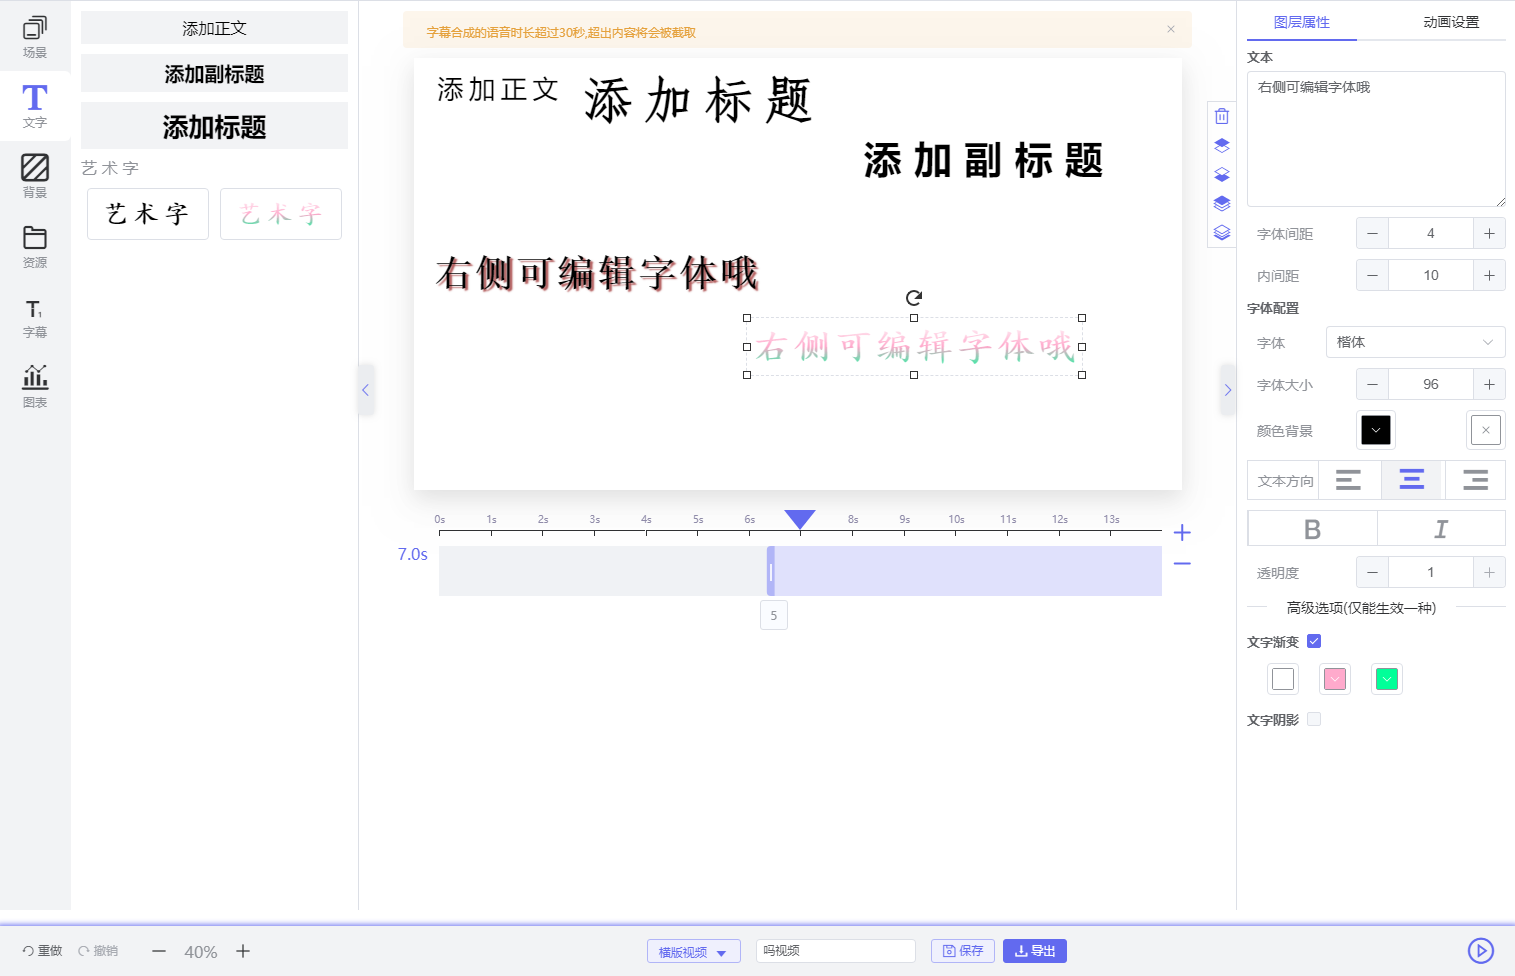 场景
文字
背景
资源
字幕
图表
添加正文
添加副标题
添加标题
艺术字
艺术字 艺术字
字幕合成的语音时长超过30秒,超出内容将会被截取
添加正文 添加标题
添加副标题
右侧可编辑字体哦
右侧可编辑字体哦
0s 1s 2s 3s 4s 5s 6s 8s 9s 10s 11s 12s 13s
7.0s
5
图层属性 动画设置
文本
右侧可编辑字体哦
字体间距 4
内间距 10
字体配置
字体 楷体
字体大小 96
颜色背景
文本方向
B I
透明度 1
高级选项(仅能生效一种)
文字渐变
文字阴影
重做 撤销 40% 横版视频 吗视频 保存 导出